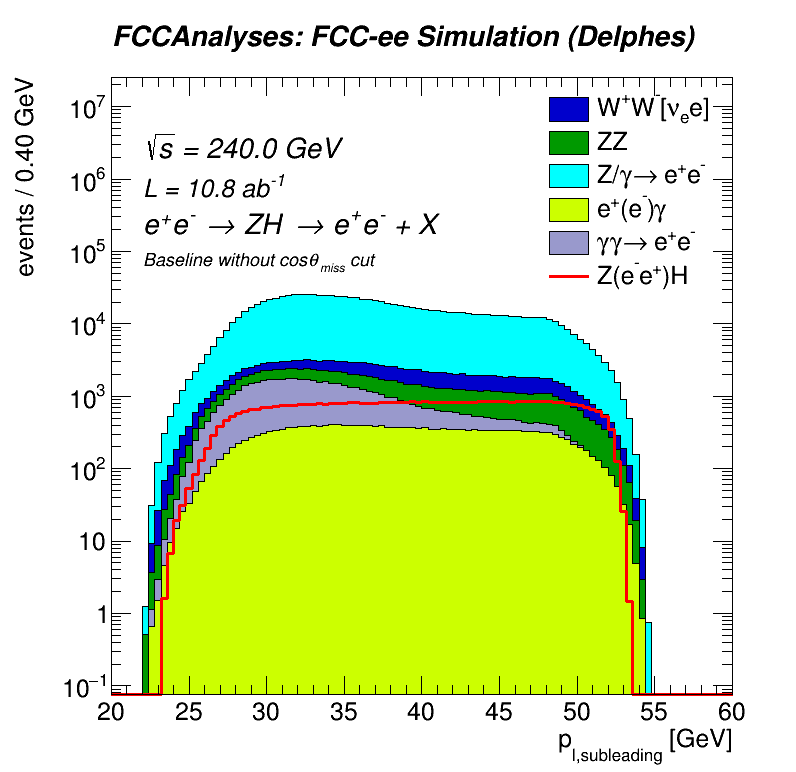 FCCAnalyses: FCC-ee Simulation (Delphes)
events / 0.40 GeV
10⁷
10⁶
10⁵
10⁴
10³
10²
10
1
10⁻¹
√s = 240.0 GeV
L = 10.8 ab⁻¹
e⁺e⁻ → ZH → e⁺e⁻ + X
Baseline without cosθ_miss cut
W⁺W⁻[ν_e e]
ZZ
Z/γ→ e⁺e⁻
e⁺(e⁻)γ
γγ→ e⁺e⁻
Z(e⁻e⁺)H
20 25 30 35 40 45 50 55 60
p_l,subleading [GeV]